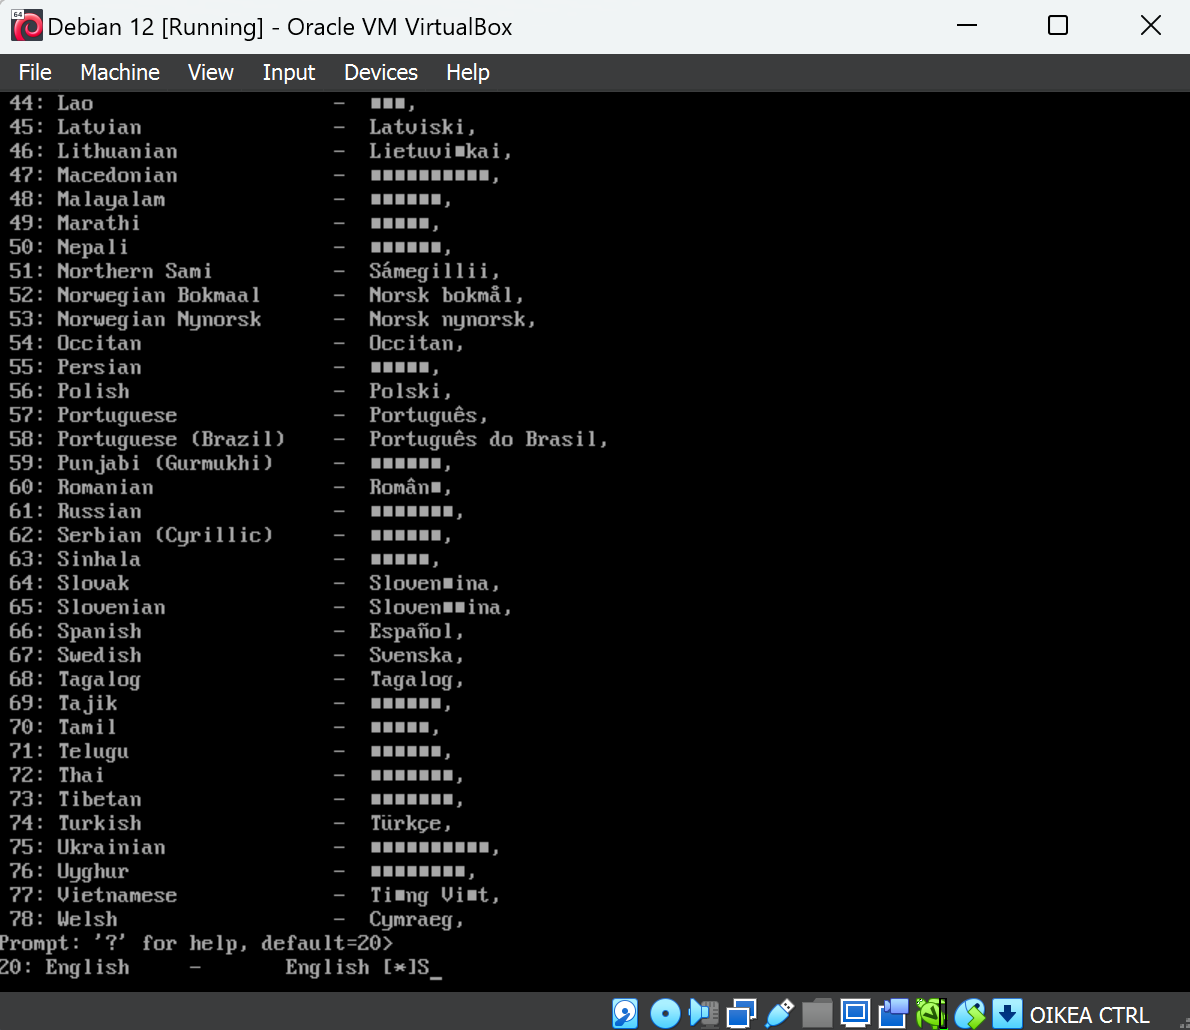 64
Debian 12 [Running] - Oracle VM VirtualBox
File Machine View Input Devices Help
44: Lao - ■■■,
45: Latvian - Latviski,
46: Lithuanian - Lietuvi■kai,
47: Macedonian - ■■■■■■■■■■,
48: Malayalam - ■■■■■■,
49: Marathi - ■■■■■,
50: Nepali - ■■■■■■,
51: Northern Sami - Sámegillii,
52: Norwegian Bokmaal - Norsk bokmål,
53: Norwegian Nynorsk - Norsk nynorsk,
54: Occitan - Occitan,
55: Persian - ■■■■■,
56: Polish - Polski,
57: Portuguese - Português,
58: Portuguese (Brazil) - Português do Brasil,
59: Punjabi (Gurmukhi) - ■■■■■■,
60: Romanian - Român■,
61: Russian - ■■■■■■■,
62: Serbian (Cyrillic) - ■■■■■■,
63: Sinhala - ■■■■■,
64: Slovak - Sloven■ina,
65: Slovenian - Sloven■■ina,
66: Spanish - Español,
67: Swedish - Svenska,
68: Tagalog - Tagalog,
69: Tajik - ■■■■■■,
70: Tamil - ■■■■■,
71: Telugu - ■■■■■■,
72: Thai - ■■■■■■■,
73: Tibetan - ■■■■■■■,
74: Turkish - Türkçe,
75: Ukrainian - ■■■■■■■■■■,
76: Uyghur - ■■■■■■■■,
77: Vietnamese - Ti■ng Vi■t,
78: Welsh - Cymraeg,
Prompt: '?' for help, default=20>
20: English - English [*]S_
OIKEA CTRL